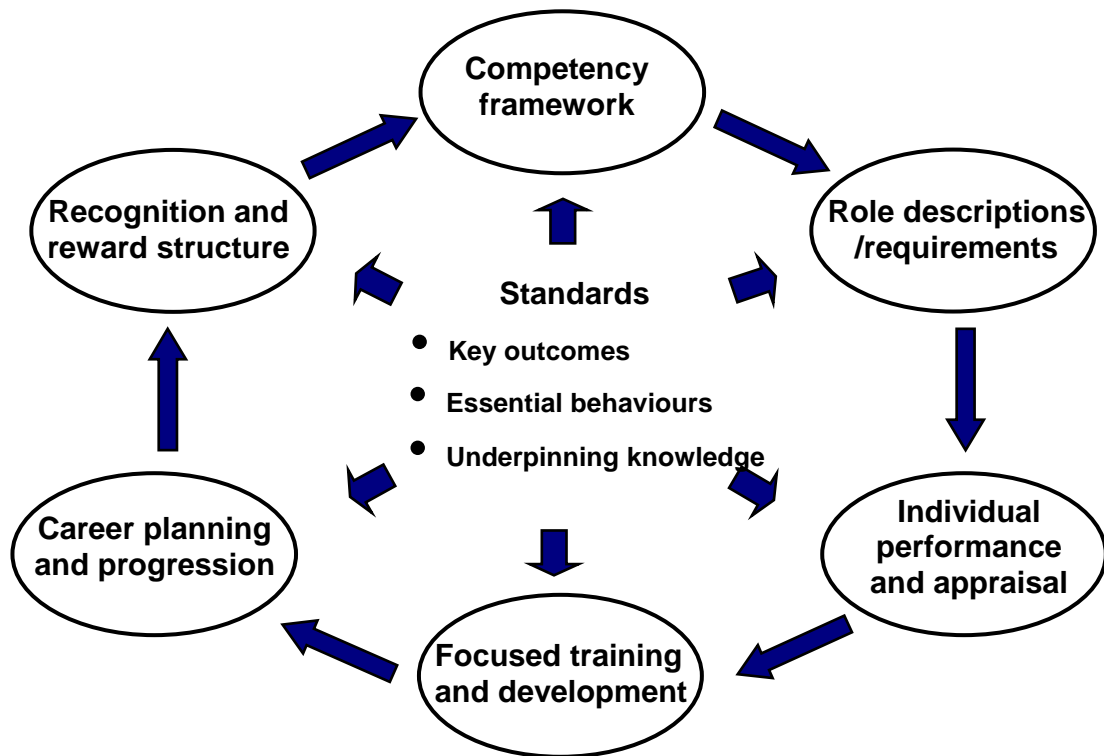 Competency
framework
Role descriptions
/requirements
Individual
performance
and appraisal
Focused training
and development
Career planning
and progression
Recognition and
reward structure
Standards
• Key outcomes
• Essential behaviours
• Underpinning knowledge